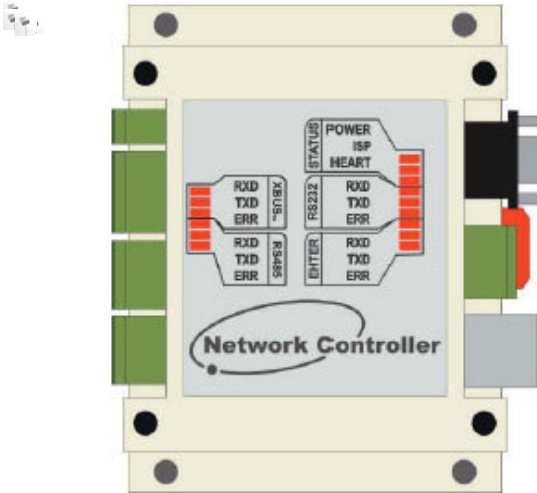 STATUS
POWER
ISP
HEART
XBUS~
RXD
TXD
ERR
RS232
RXD
TXD
ERR
RS485
RXD
TXD
ERR
ENTER
RXD
TXD
ERR
Network Controller